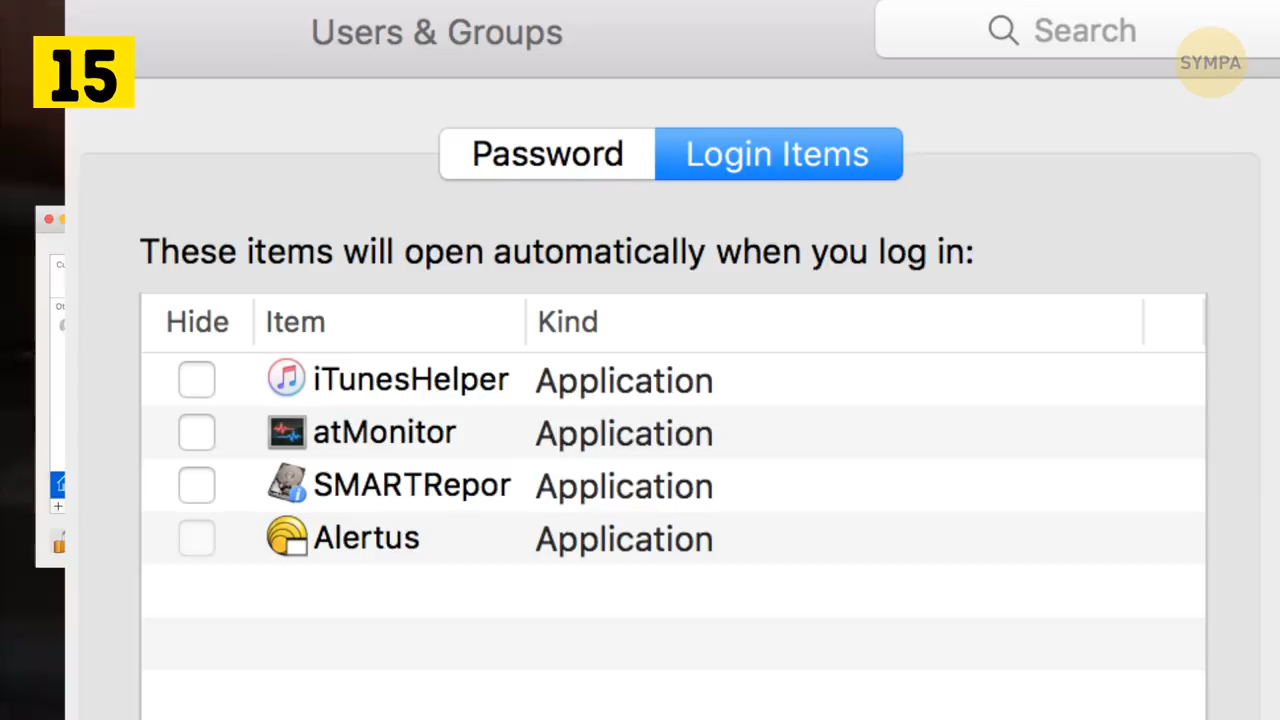 Users & Groups
Search
15
SYMPA
Password
Login Items
These items will open automatically when you log in:
Hide Item Kind
iTunesHelper Application
atMonitor Application
SMARTRepor Application
Alertus Application